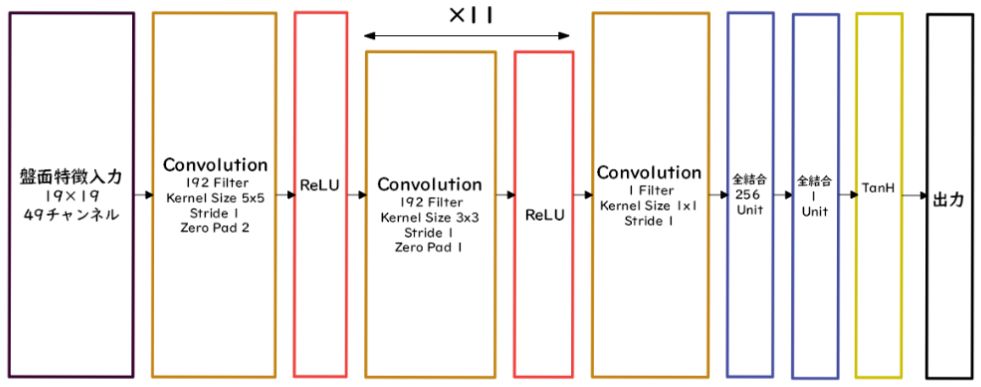 ×11
盤面特徴入力
19×19
49チャンネル
Convolution
192 Filter
Kernel Size 5x5
Stride 1
Zero Pad 2
ReLU
Convolution
192 Filter
Kernel Size 3x3
Stride 1
Zero Pad 1
ReLU
Convolution
1 Filter
Kernel Size 1x1
Stride 1
全結合
256
Unit
全結合
1
Unit
TanH
出力